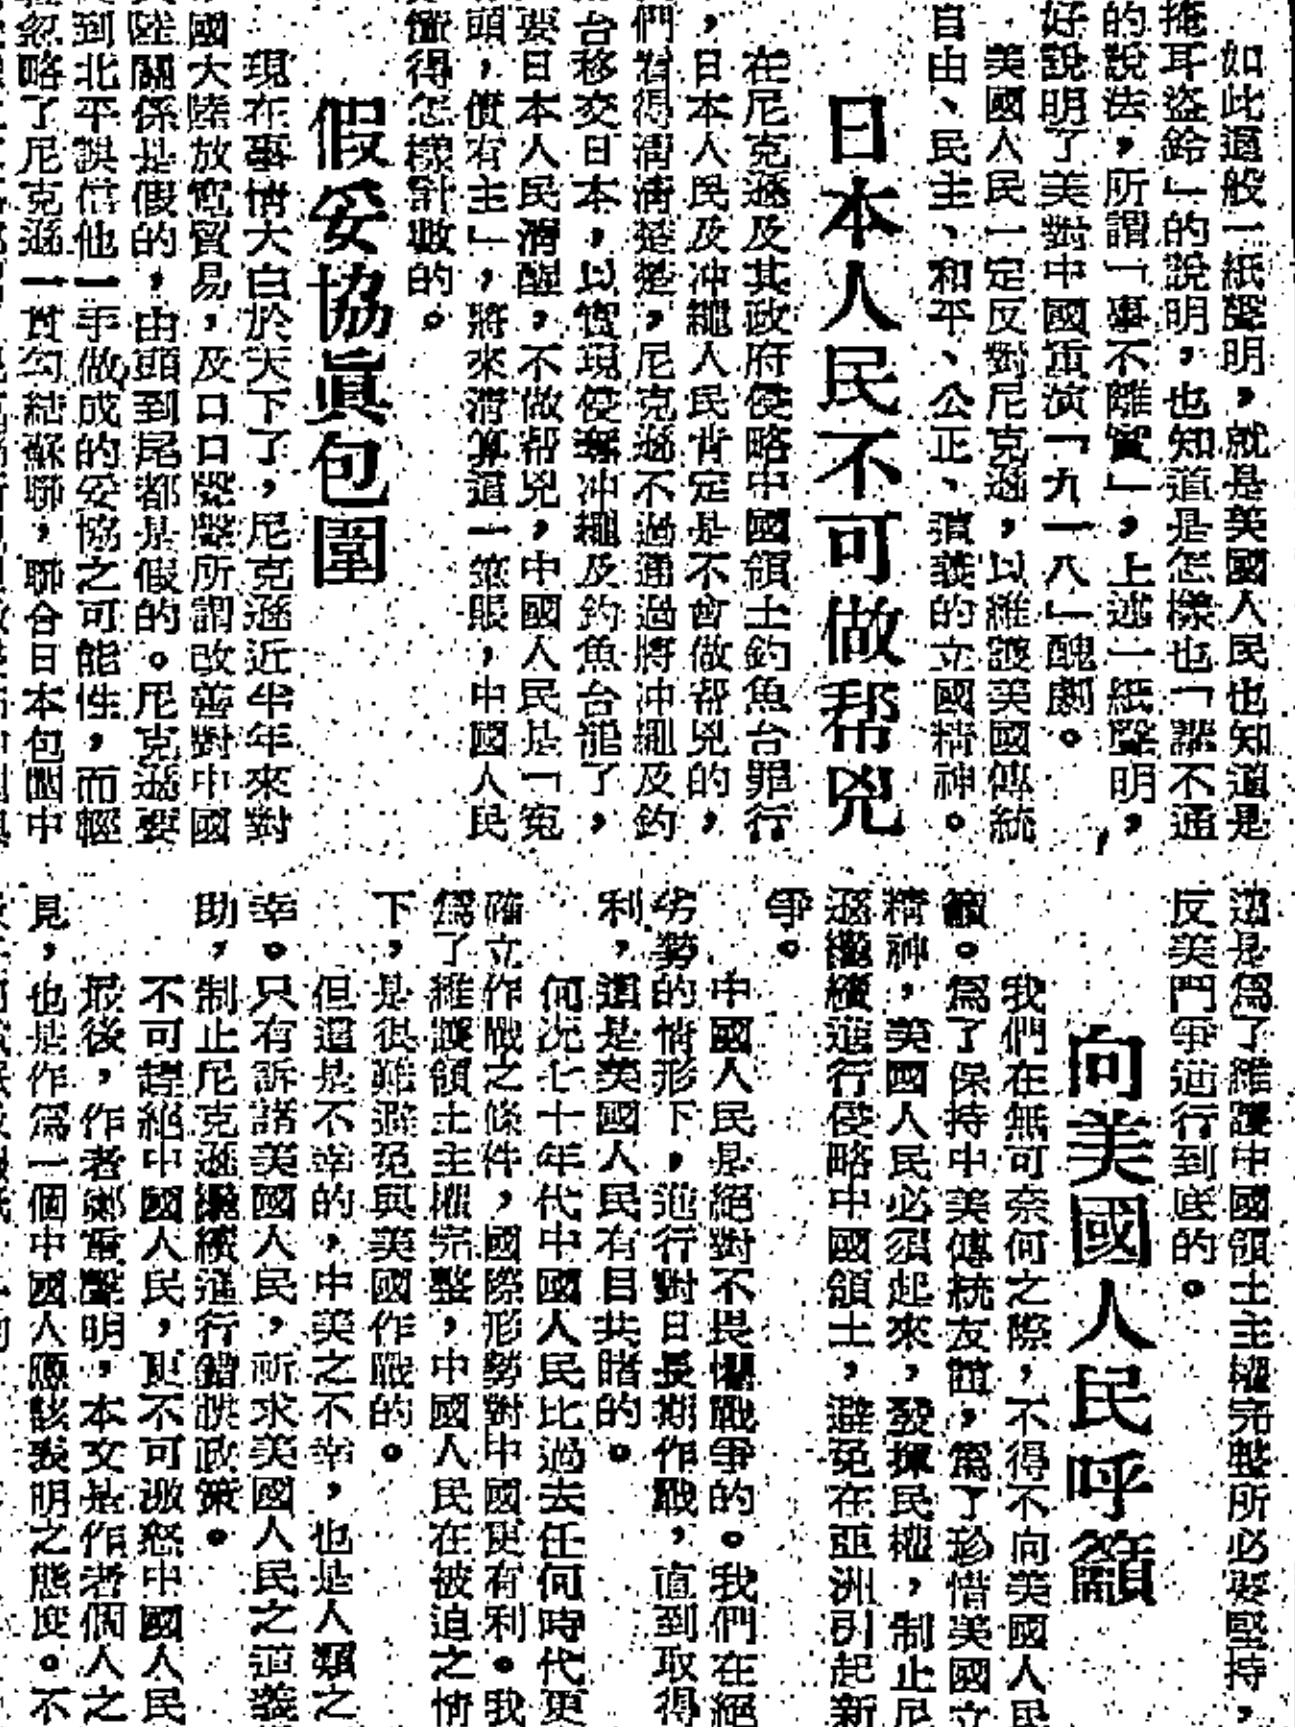 如此這般一紙聲明，就是美國人民也知道是
掩耳盜鈴」的說明，也知道是怎樣也「講不通
的說法，所謂「事不離實」，上述一紙聲明，
好說明了美對中國重演「九一八」醜劇。
美國人民一定反對尼克遜，以維護美國傳統
自由、民主、和平、公正、 的立國精神。
日本人民不可做帮兇
在尼克遜及其政府侵略中國領土釣魚台罪行
，日本人民及冲繩人民肯定是不會做帮兇的，
們看得清清楚楚，尼克遜不過通過將冲繩及釣
台移交日本，以實現侵 冲繩及釣魚台罷了，
要日本人民清醒，不做帮兇，中國人民是「寃
頭，債有主」，將來清算這一筆賬，中國人民
懂得怎樣計數的。
假妥協眞包圍
現在事情大白於天下了，尼克遜近半年來對
國大陸放寬貿易，及口口聲聲所謂改善對中國
陸關係是假的，由頭到尾都是假的。尼克遜要
到北平談 他一手做成的妥協之可能性，而輕
忽略了尼克遜一貫勾結蘇聯，聯合日本包圍中
這是爲了維護中國領土主權完整所必要堅持，
反美鬥爭進行到底的。
向美國人民呼籲
我們在無可奈何之際，不得不向美國人民
籲。爲了保持中美傳統友誼，爲了珍惜美國立
精神，美國人民必須起來，發揮民權，制止尼
遜繼續進行侵略中國領土，避免在亞洲引起新
爭。
中國人民是絕對不畏懼戰爭的。我們在絕
劣勢的情形下，進行對日長期作戰，直到取得
利，這是美國人民有目共睹的。
何况七十年代中國人民比過去任何時代更
確立作戰之條件，國際形勢對中國更有利。我
爲了維護領土主權完整，中國人民在被迫之情
下，是很難避免與美國作戰的。
但還是不幸的，中美之不幸，也是人類之
幸。只有訴諸美國人民，祈求美國人民之道義
助，制止尼克遜繼續進行錯誤政策。
不可趕絕中國人民，更不可激怒中國人民
最後，作者鄭重聲明，本文是作者個人之
見，也是作爲一個中國人應該表明之態度。不